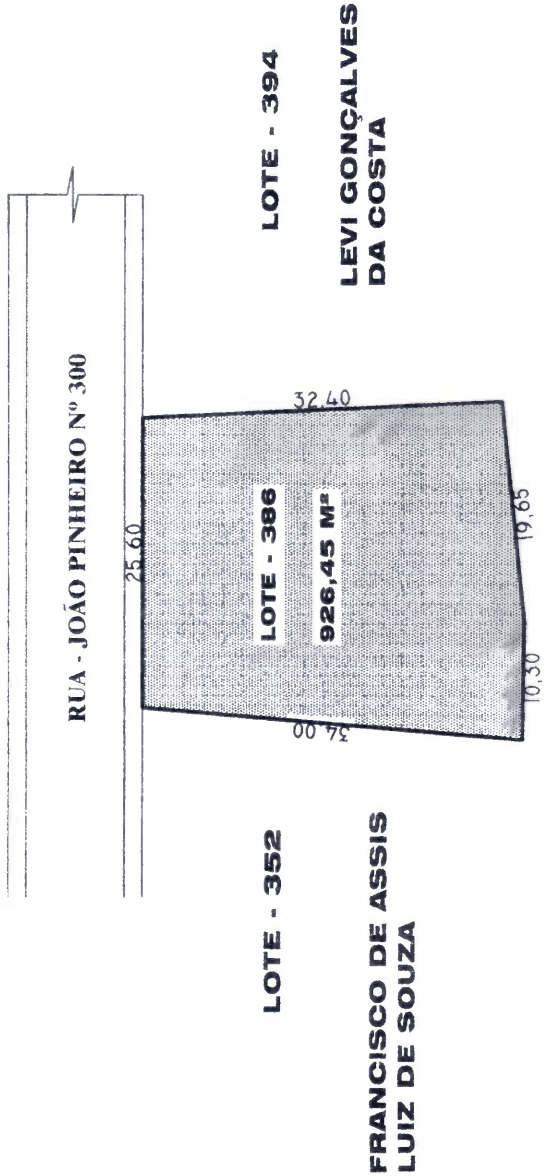 RUA - JOÃO PINHEIRO Nº 300
25,60
LOTE - 352
FRANCISCO DE ASSIS
LUIZ DE SOUZA
34,00
LOTE - 386
926,45 M²
32,40
LOTE - 394
LEVI GONÇALVES
DA COSTA
10,30
19,65